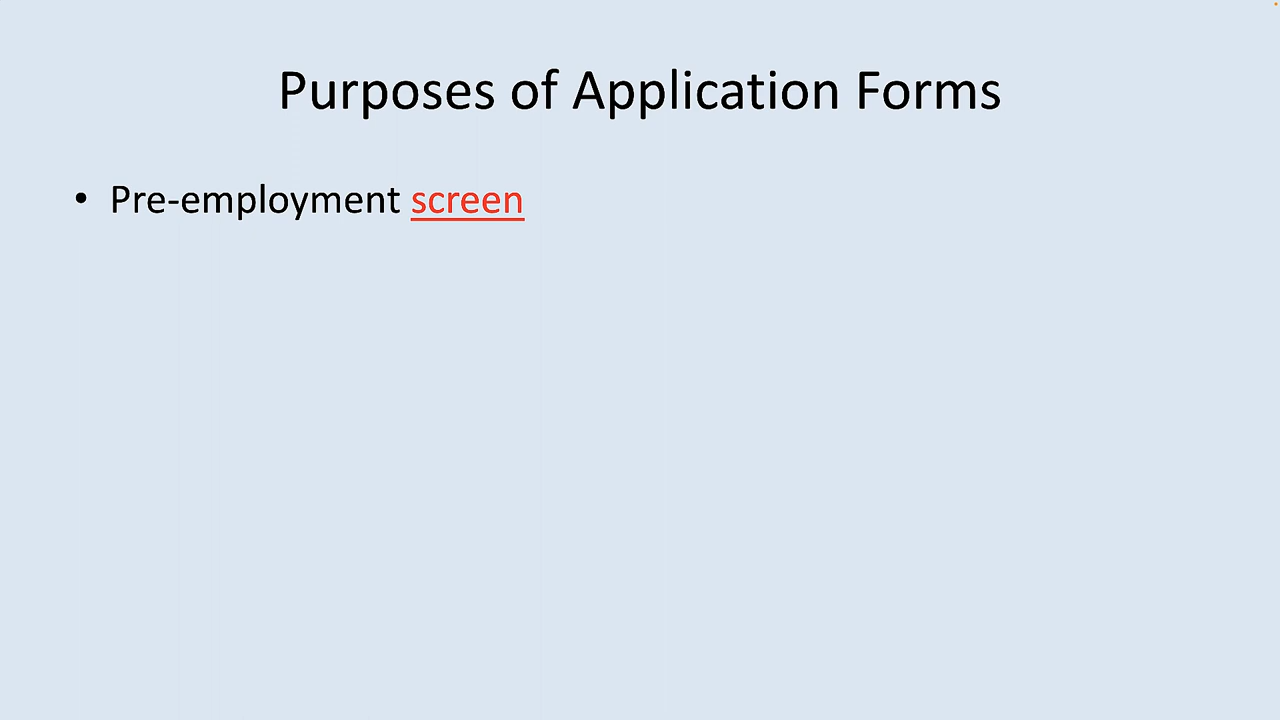 Purposes of Application Forms
• Pre-employment screen